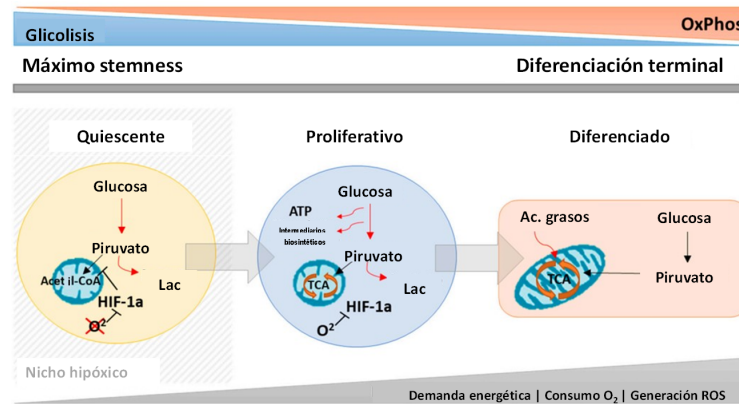 OxPhos
Glicolisis
Máximo stemness
Diferenciación terminal
Quiescente
Proliferativo
Diferenciado
Glucosa
Piruvato
Acet il-CoA
Lac
HIF-1a
O2
Nicho hipóxico
Glucosa
ATP
Intermediarios
biosintéticos
Piruvato
TCA
Lac
HIF-1a
O2
Ac. grasos
Glucosa
TCA
Piruvato
Demanda energética | Consumo O2 | Generación ROS